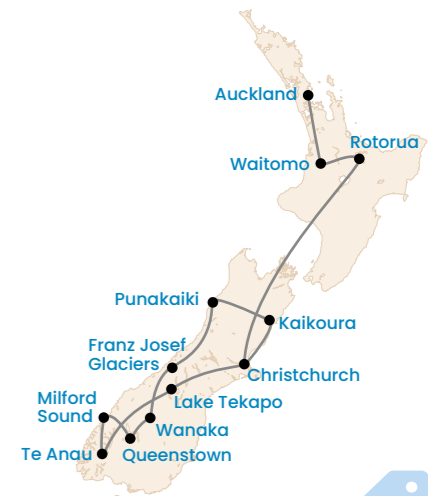 Auckland
Rotorua
Waitomo
Punakaiki
Kaikoura
Franz Josef
Glaciers
Christchurch
Lake Tekapo
Milford
Sound
Wanaka
Te Anau
Queenstown